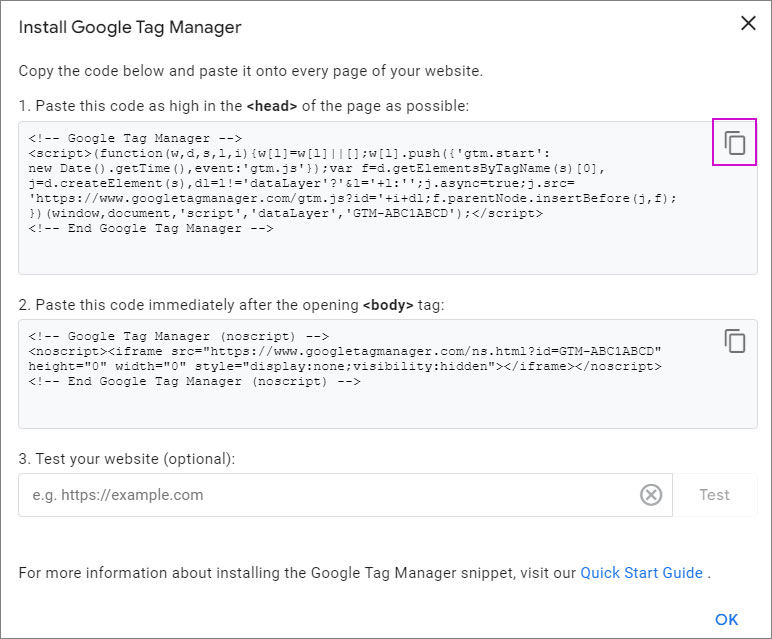 Install Google Tag Manager
Copy the code below and paste it onto every page of your website.
1. Paste this code as high in the <head> of the page as possible:
<!-- Google Tag Manager -->
<script>(function(w,d,s,l,i){w[l]=w[l]||[];w[l].push({'gtm.start':
new Date().getTime(),event:'gtm.js'});var f=d.getElementsByTagName(s)[0],
j=d.createElement(s),dl=l!='dataLayer'?'&l='+l:'';j.async=true;j.src=
'https://www.googletagmanager.com/gtm.js?id='+i+dl;f.parentNode.insertBefore(j,f);
})(window,document,'script','dataLayer','GTM-ABC1ABCD');</script>
<!-- End Google Tag Manager -->
2. Paste this code immediately after the opening <body> tag:
<!-- Google Tag Manager (noscript) -->
<noscript><iframe src="https://www.googletagmanager.com/ns.html?id=GTM-ABC1ABCD"
height="0" width="0" style="display:none;visibility:hidden"></iframe></noscript>
<!-- End Google Tag Manager (noscript) -->
3. Test your website (optional):
e.g. https://example.com
Test
For more information about installing the Google Tag Manager snippet, visit our Quick Start Guide .
OK